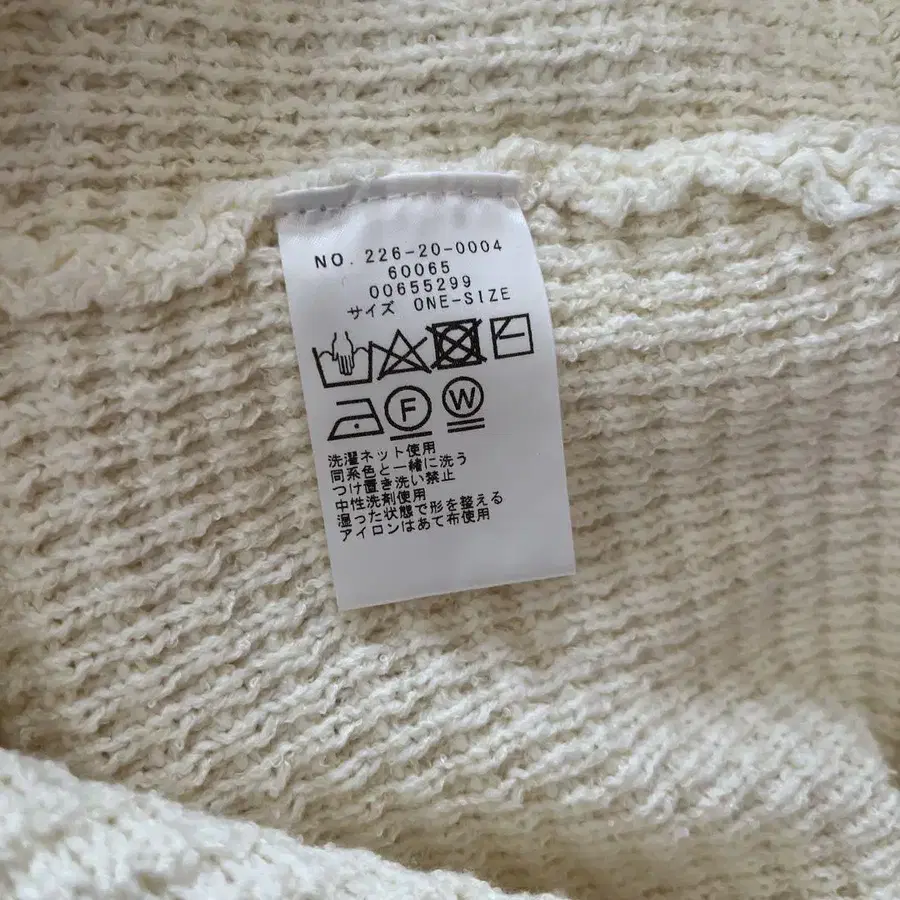 NO. 226-20-0004
60065
00655299
サイズ ONE-SIZE
F W
洗濯ネット使用
同系色と一緒に洗う
つけ置き洗い禁止
中性洗剤使用
湿った状態で形を整える
アイロンはあて布使用